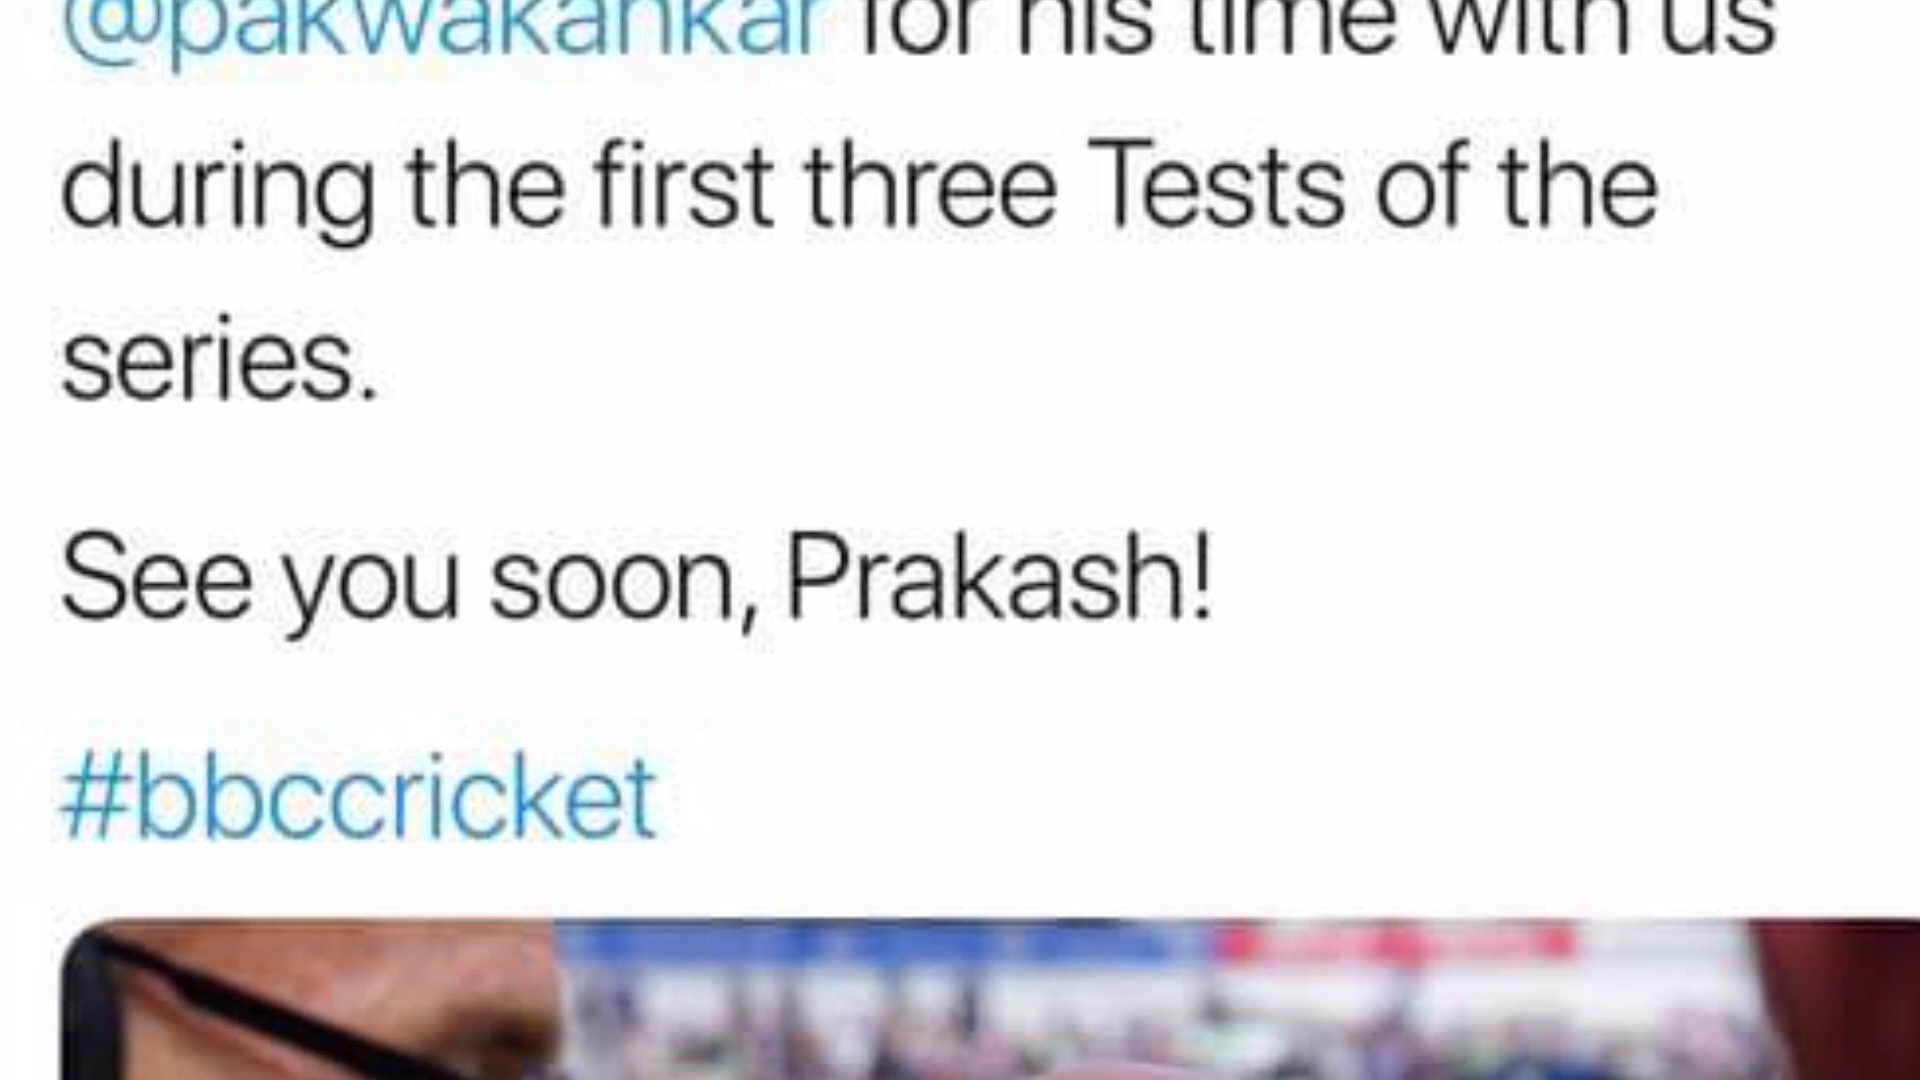 @pakwakankar for his time with us
during the first three Tests of the
series.
See you soon, Prakash!
#bbccricket